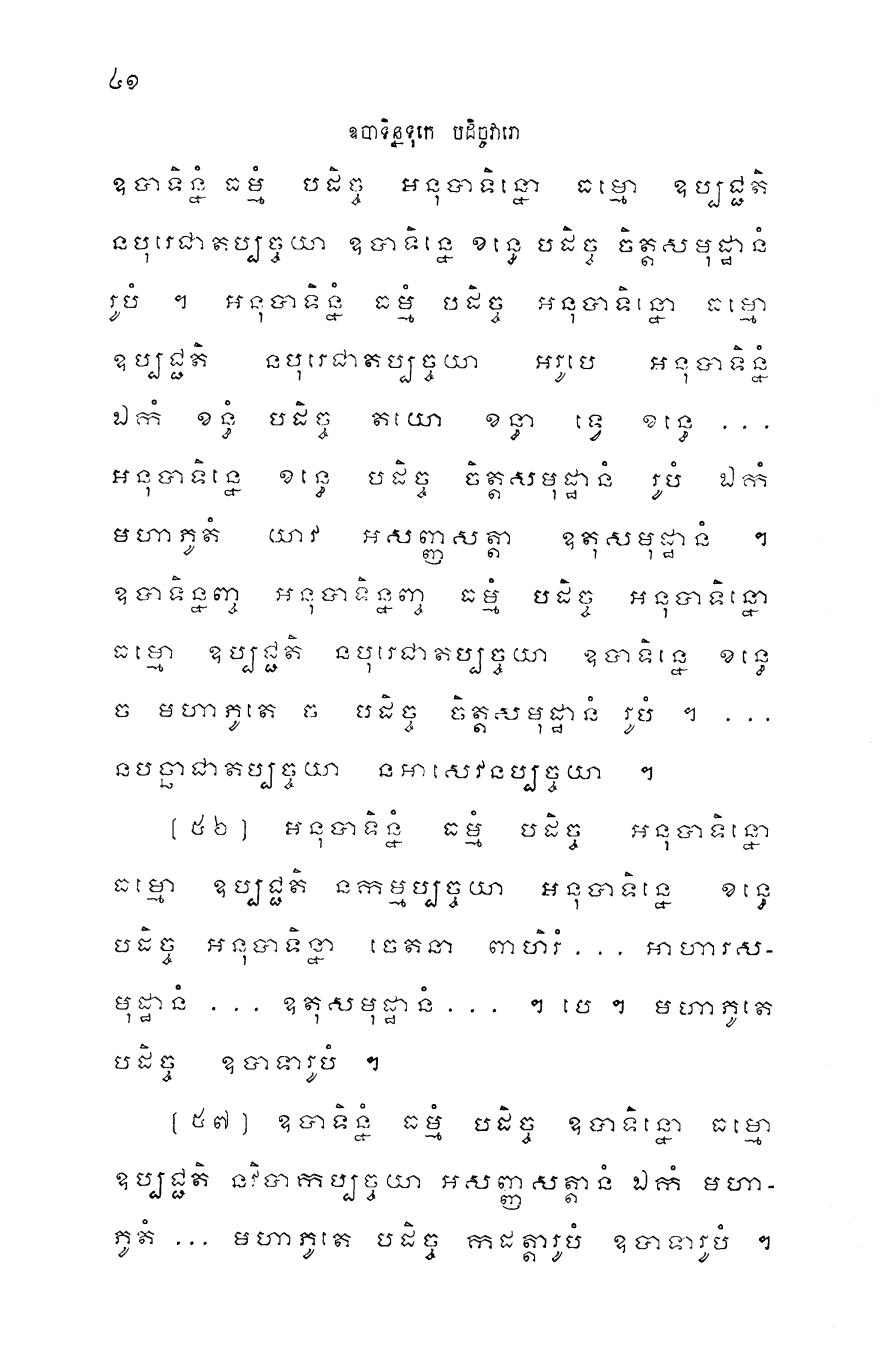 ៤១
ឧបាទិន្នទុកេ បដិច្ចវារោ
ឧបាទិន្នំ ធម្មំ បដិច្ច អនុបាទិន្នោ ធម្មោ ឧប្បជ្ជតិ
នបុរេជាតប្បច្ចយា ឧបាទិន្នេ ខន្ធេ បដិច្ច ចិត្តសមុដ្ឋានំ
រូបំ ។ អនុបាទិន្នំ ធម្មំ បដិច្ច អនុបាទិន្នោ ធម្មោ
ឧប្បជ្ជតិ នបុរេជាតប្បច្ចយា អរូបេ អនុបាទិន្នំ
ឯកំ ខន្ធំ បដិច្ច តយោ ខន្ធា ទ្វេ ខន្ធេ ...
អនុបាទិន្នេ ខន្ធេ បដិច្ច ចិត្តសមុដ្ឋានំ រូបំ ឯកំ
មហាភូតំ យាវ អសញ្ញសត្តា ឧតុសមុដ្ឋានំ ។
ឧបាទិន្នញ្ច អនុបាទិន្នញ្ច ធម្មំ បដិច្ច អនុបាទិន្នោ
ធម្មោ ឧប្បជ្ជតិ នបុរេជាតប្បច្ចយា ឧបាទិន្នេ ខន្ធេ
ច មហាភូតេ ច បដិច្ច ចិត្តសមុដ្ឋានំ រូបំ ។ ...
នបច្ឆាជាតប្បច្ចយា នអាសេវនប្បច្ចយា ។
[៥៦] អនុបាទិន្នំ ធម្មំ បដិច្ច អនុបាទិន្នោ
ធម្មោ ឧប្បជ្ជតិ នកម្មប្បច្ចយា អនុបាទិន្នេ ខន្ធេ
បដិច្ច អនុបាទិន្នា ចេតនា ពាហិរំ ... អាហារស-
មុដ្ឋានំ ... ឧតុសមុដ្ឋានំ ... ។ បេ ។ មហាភូតេ
បដិច្ច ឧបាទារូបំ ។
[៥៧] ឧបាទិន្នំ ធម្មំ បដិច្ច ឧបាទិន្នោ ធម្មោ
ឧប្បជ្ជតិ នវិបាកប្បច្ចយា អសញ្ញសត្តានំ ឯកំ មហា-
ភូតំ ... មហាភូតេ បដិច្ច កដត្តារូបំ ឧបាទារូបំ ។